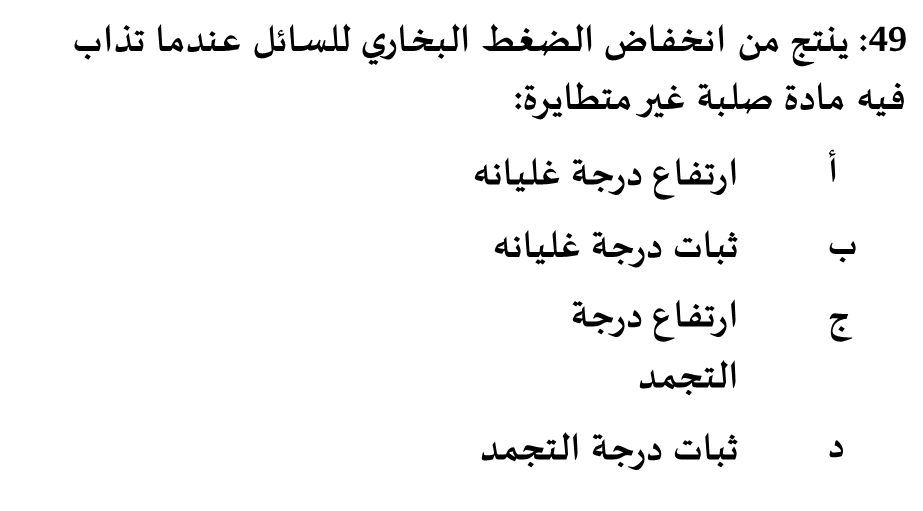 49: ينتج من انخفاض الضغط البخاري للسائل عندما تذاب
فيه مادة صلبة غير متطايرة:
أ ارتفاع درجة غليانه
ب ثبات درجة غليانه
ج ارتفاع درجة
التجمد
د ثبات درجة التجمد